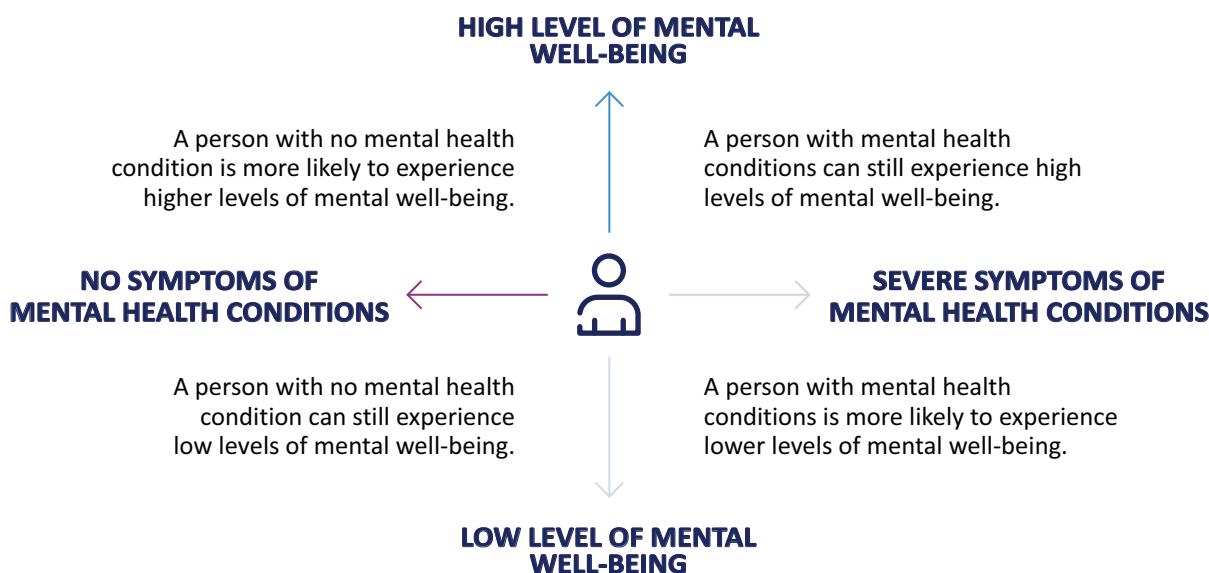 HIGH LEVEL OF MENTAL
WELL-BEING
A person with no mental health
condition is more likely to experience
higher levels of mental well-being.
A person with mental health
conditions can still experience high
levels of mental well-being.
NO SYMPTOMS OF
MENTAL HEALTH CONDITIONS
SEVERE SYMPTOMS OF
MENTAL HEALTH CONDITIONS
A person with no mental health
condition can still experience
low levels of mental well-being.
A person with mental health
conditions is more likely to experience
lower levels of mental well-being.
LOW LEVEL OF MENTAL
WELL-BEING